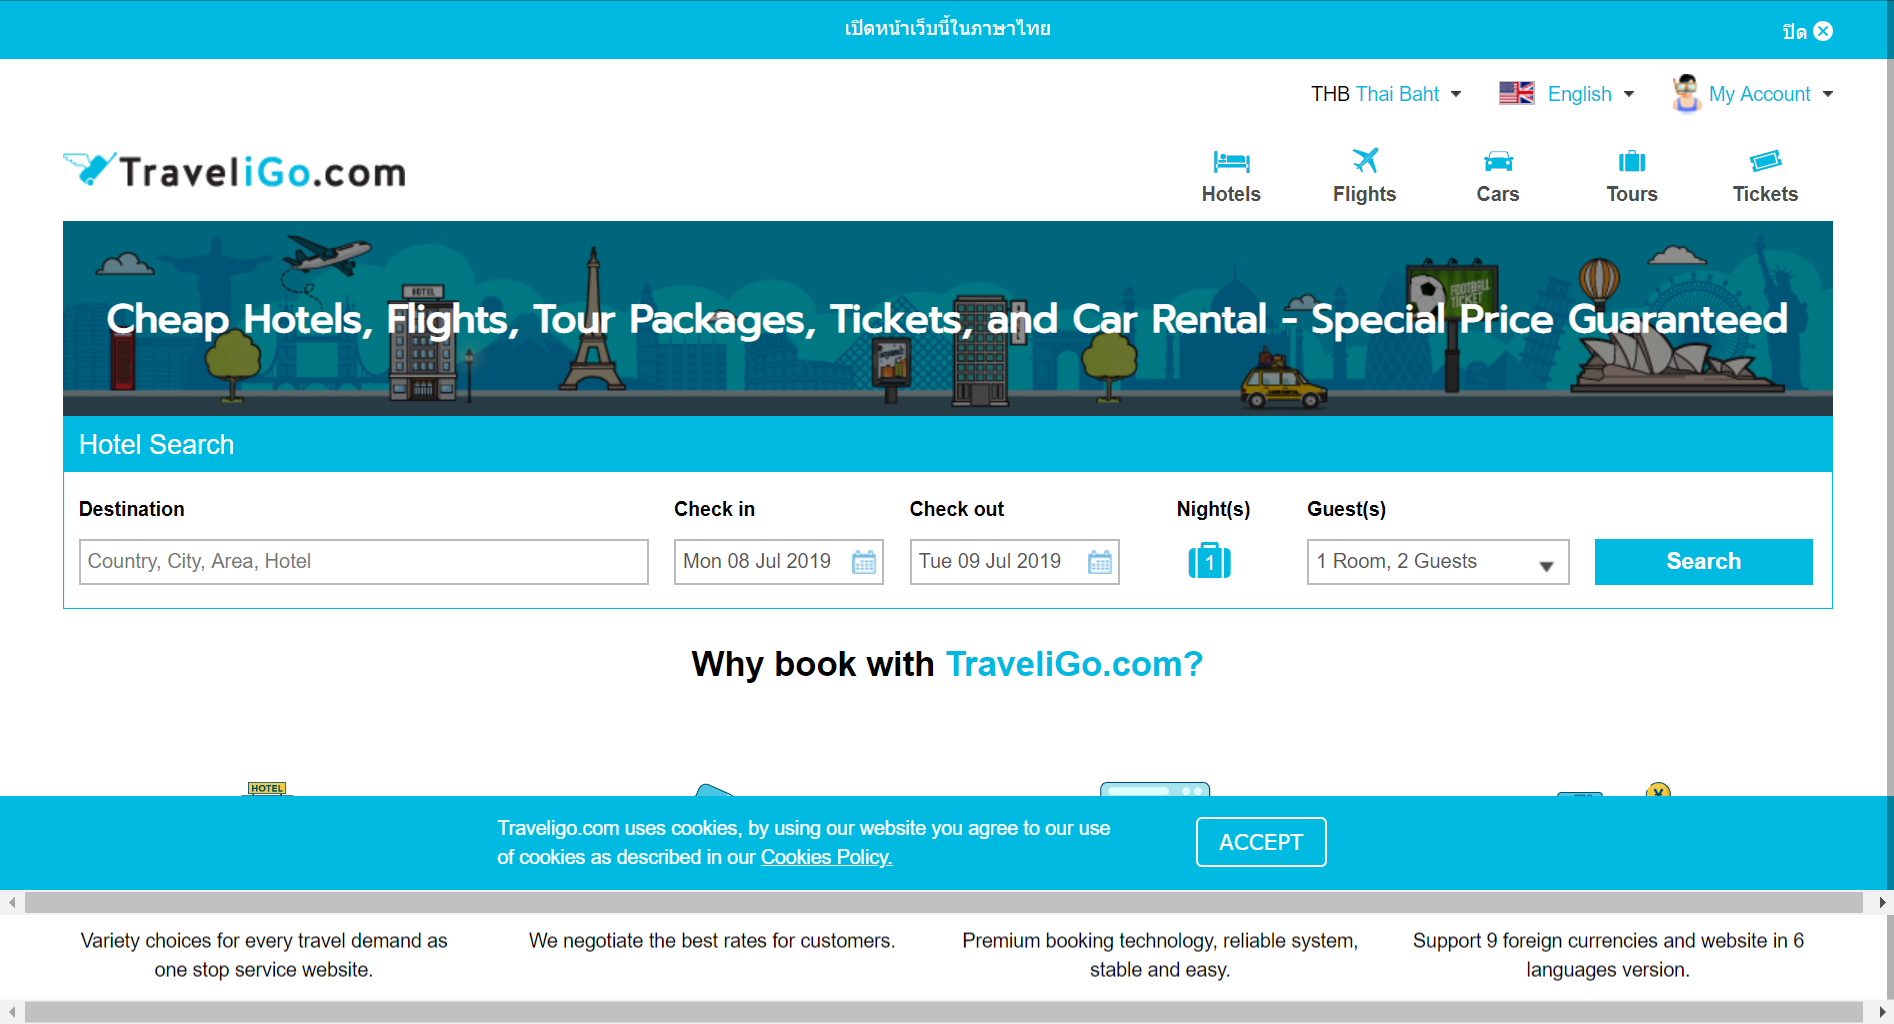 เปิดหน้าเว็บนี้ในภาษาไทย
ปิด
THB Thai Baht
English
My Account
TraveliGo.com
Hotels
Flights
Cars
Tours
Tickets
HOTEL
FOOTBALL
TICKET
Cheap Hotels, Flights, Tour Packages, Tickets, and Car Rental - Special Price Guaranteed
Hotel Search
Destination
Check in
Check out
Night(s)
Guest(s)
Country, City, Area, Hotel
Mon 08 Jul 2019
Tue 09 Jul 2019
1
1 Room, 2 Guests
Search
Why book with TraveliGo.com?
HOTEL
Traveligo.com uses cookies, by using our website you agree to our use
of cookies as described in our Cookies Policy.
ACCEPT
Variety choices for every travel demand as
one stop service website.
We negotiate the best rates for customers.
Premium booking technology, reliable system,
stable and easy.
Support 9 foreign currencies and website in 6
languages version.